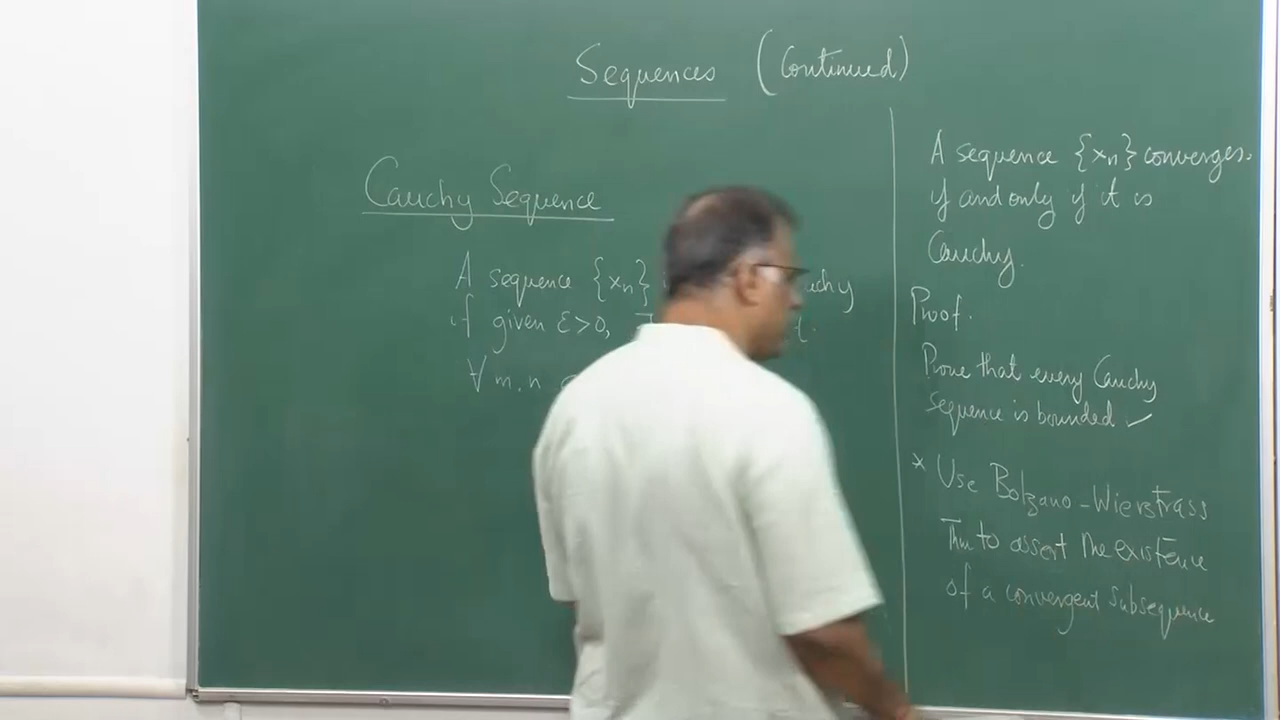 Sequences (Continued)
Cauchy Sequence
A sequence {xn}
if given ε>0,
∀ m.n
A sequence {xn} converges.
if and only if it is
Cauchy.
Proof.
Prove that every Cauchy
sequence is bounded ✓
* Use Bolzano-Wierstrass
Thm to assert the existence
of a convergent subsequence